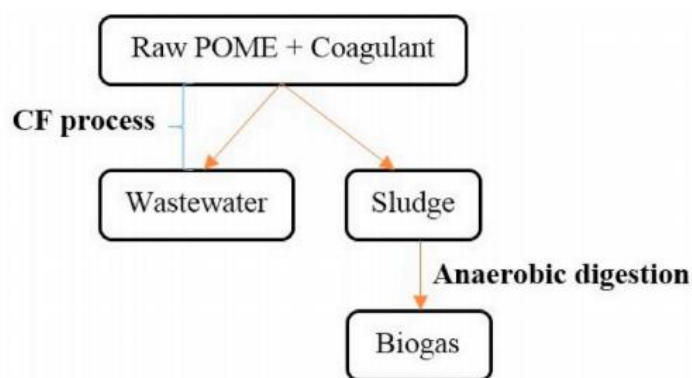 Raw POME + Coagulant
CF process
Wastewater
Sludge
Anaerobic digestion
Biogas